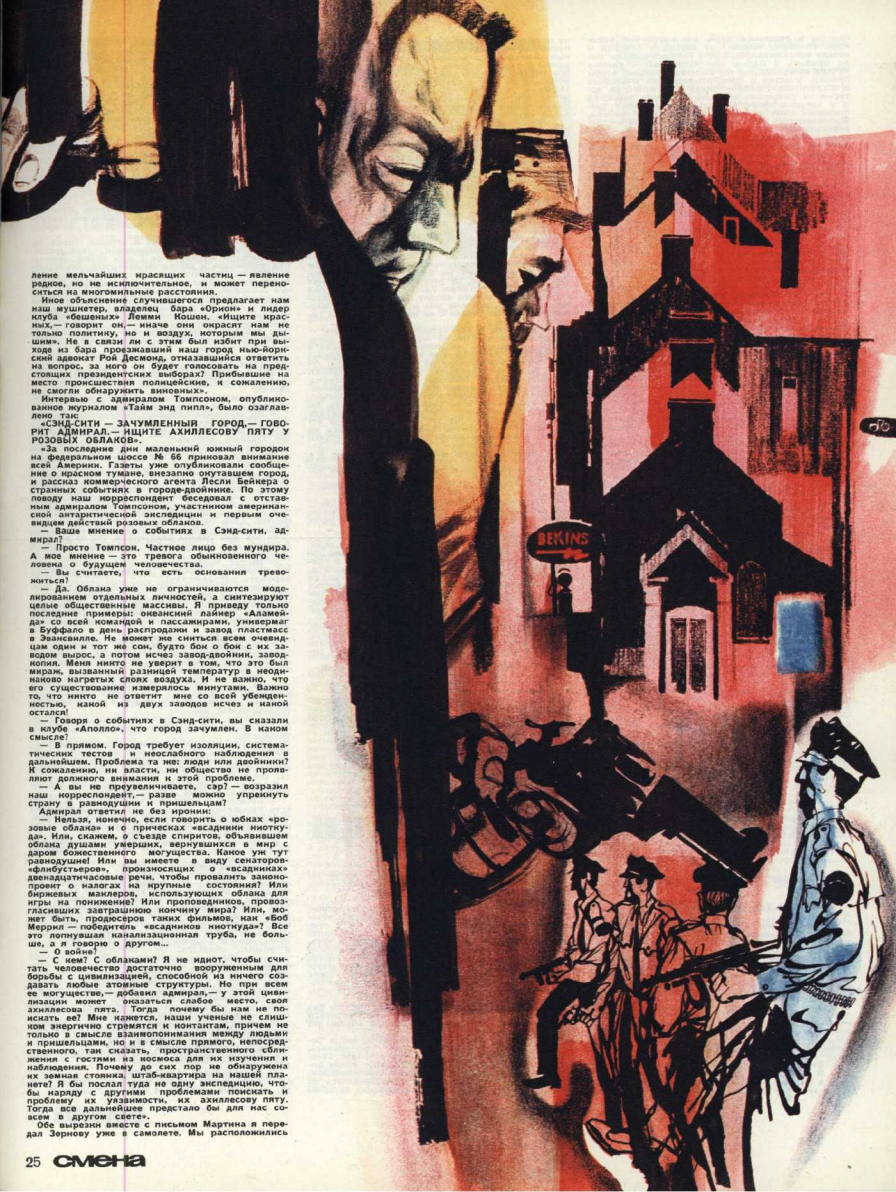 ление мельчайших красящих частиц — явление
редкое, но не исключительное, и может перено-
ситься на многомильные расстояния.
Иное объяснение случившегося предлагает нам
наш мушкетер, владелец бара «Орион» и лидер
клуба «бешеных» Лемми Кошен. «Ищите крас-
ных,— говорит он,— иначе они окрасят нам не
только политику, но и воздух, которым мы ды-
шим». Не в связи ли с этим был избит при вы-
ходе из бара проезжавший наш город нью-йорк-
ский адвокат Рой Десмонд, отказавшийся ответить
на вопрос, за кого он будет голосовать на пред-
стоящих президентских выборах? Прибывшие на
место происшествия полицейские, к сожалению,
не смогли обнаружить виновных».
Интервью с адмиралом Томпсоном, опублико-
ванное журналом «Тайм энд пипл», было озаглав-
лено так:
«СЭНД-СИТИ — ЗАЧУМЛЕННЫЙ ГОРОД,— ГОВО-
РИТ АДМИРАЛ.— ИЩИТЕ АХИЛЛЕСОВУ ПЯТУ У
РОЗОВЫХ ОБЛАКОВ».
«За последние дни маленький южный городок
на федеральном шоссе № 66 приковал внимание
всей Америки. Газеты уже опубликовали сообще-
ние о красном тумане, внезапно окутавшем город,
и рассказ коммерческого агента Лесли Бейкера о
странных событиях в городе-двойнике. По этому
поводу наш корреспондент беседовал с отстав-
ным адмиралом Томпсоном, участником американ-
ской антарктической экспедиции и первым оче-
видцем действий розовых облаков.
— Ваше мнение о событиях в Сэнд-сити, ад-
мирал?
— Просто Томпсон. Частное лицо без мундира.
А мое мнение — это тревога обыкновенного че-
ловека о будущем человечества.
— Вы считаете, что есть основания трево-
житься?
— Да. Облака уже не ограничиваются моде-
лированием отдельных личностей, а синтезируют
целые общественные массивы. Я приведу только
последние примеры: океанский лайнер «Аламей-
да» со всей командой и пассажирами, универмаг
в Буффало в день распродажи и завод пластмасс
в Эвансвилле. Не может же сниться всем очевид-
цам один и тот же сон, будто бок о бок с их за-
водом вырос, а потом исчез завод-двойник, завод-
копия. Меня никто не уверит в том, что это был
мираж, вызванный разницей температур в неоди-
наково нагретых слоях воздуха. И не важно, что
его существование измерялось минутами. Важно
то, что никто не ответит мне со всей убежден-
ностью, какой из двух заводов исчез и какой
остался!
— Говоря о событиях в Сэнд-сити, вы сказали
в клубе «Аполло», что город зачумлен. В каком
смысле?
— В прямом. Город требует изоляции, система-
тических тестов и неослабного наблюдения в
дальнейшем. Проблема та же: люди или двойники?
К сожалению, ни власти, ни общество не прояв-
ляют должного внимания к этой проблеме.
— А вы не преувеличиваете, сэр? — возразил
наш корреспондент,— разве можно упрекнуть
страну в равнодушии к пришельцам?
Адмирал ответил не без иронии:
— Нельзя, конечно, если говорить о юбках «ро-
зовые облака» и о прическах «всадники ниотку-
да». Или, скажем, о съезде спиритов, объявившем
облака душами умерших, вернувшихся в мир с
даром божественного могущества. Какое уж тут
равнодушие! Или вы имеете в виду сенаторов-
«флибустьеров», произносящих о «всадниках»
двенадцатичасовые речи, чтобы провалить законо-
проект о налогах на крупные состояния? Или
биржевых маклеров, использующих облака для
игры на понижение? Или проповедников, провоз-
гласивших завтрашнюю кончину мира? Или, мо-
жет быть, продюсеров таких фильмов, как «Боб
Меррил — победитель «всадников ниоткуда»? Все
это лопнувшая канализационная труба, не боль-
ше, а я говорю о другом...
— О войне?
— С кем? С облаками? Я не идиот, чтобы счи-
тать человечество достаточно вооруженным для
борьбы с цивилизацией, способной из ничего соз-
давать любые атомные структуры. Но при всем
ее могуществе,— добавил адмирал,— у этой циви-
лизации может оказаться слабое место, своя
ахиллесова пята. Тогда почему бы нам не по-
искать ее? Мне кажется, наши ученые не слиш-
ком энергично стремятся к контактам, причем не
только в смысле взаимопонимания между людьми
и пришельцами, но и в смысле прямого, непосред-
ственного, так сказать, пространственного сбли-
жения с гостями из космоса для их изучения и
наблюдения. Почему до сих пор не обнаружена
их земная стоянка, штаб-квартира на нашей пла-
нете? Я бы послал туда не одну экспедицию, что-
бы наряду с другими проблемами поискать и
проблему их уязвимости, их ахиллесову пяту.
Тогда все дальнейшее предстало бы для нас со-
всем в другом свете».
Обе вырезки вместе с письмом Мартина я пере-
дал Зернову уже в самолете. Мы расположились
BEKINS
25 смена